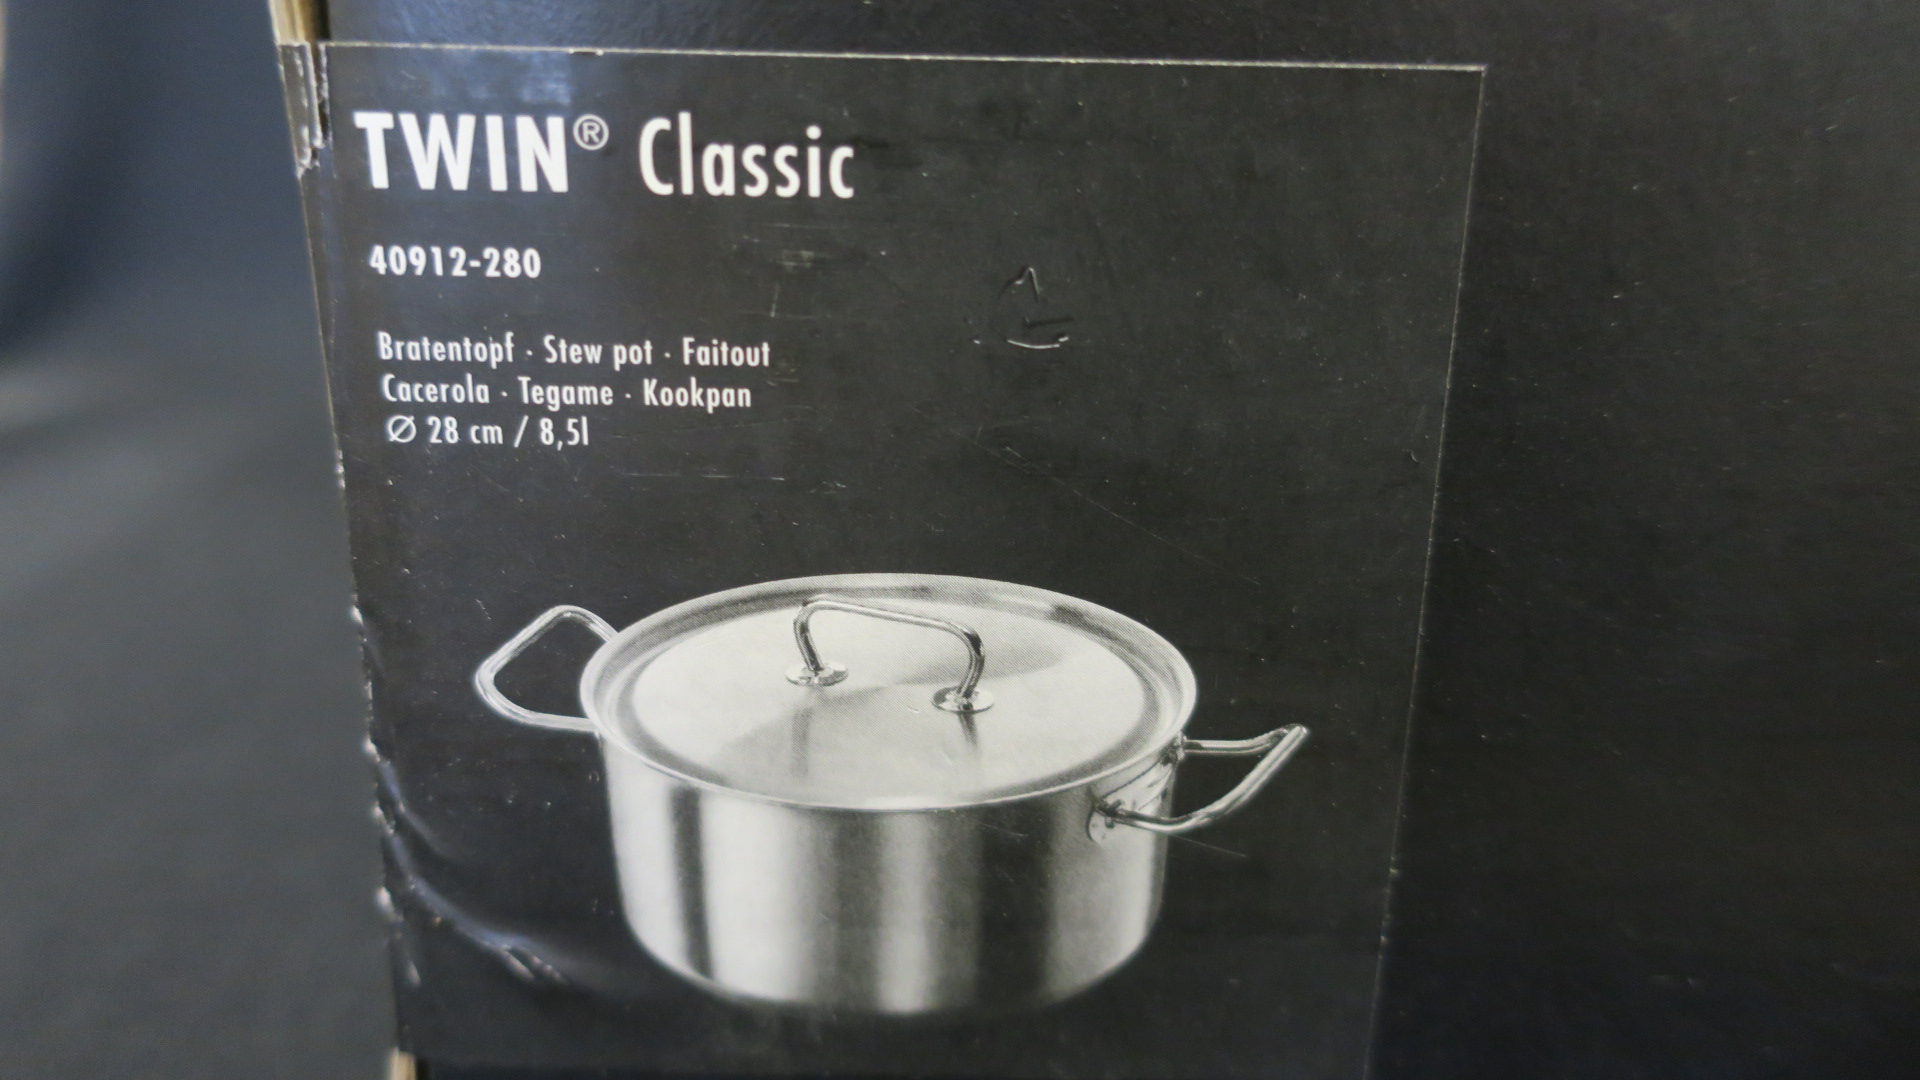 TWIN® Classic
40912-280
Bratentopf · Stew pot · Faitout
Cacerola · Tegame · Kookpan
Ø 28 cm / 8,5l